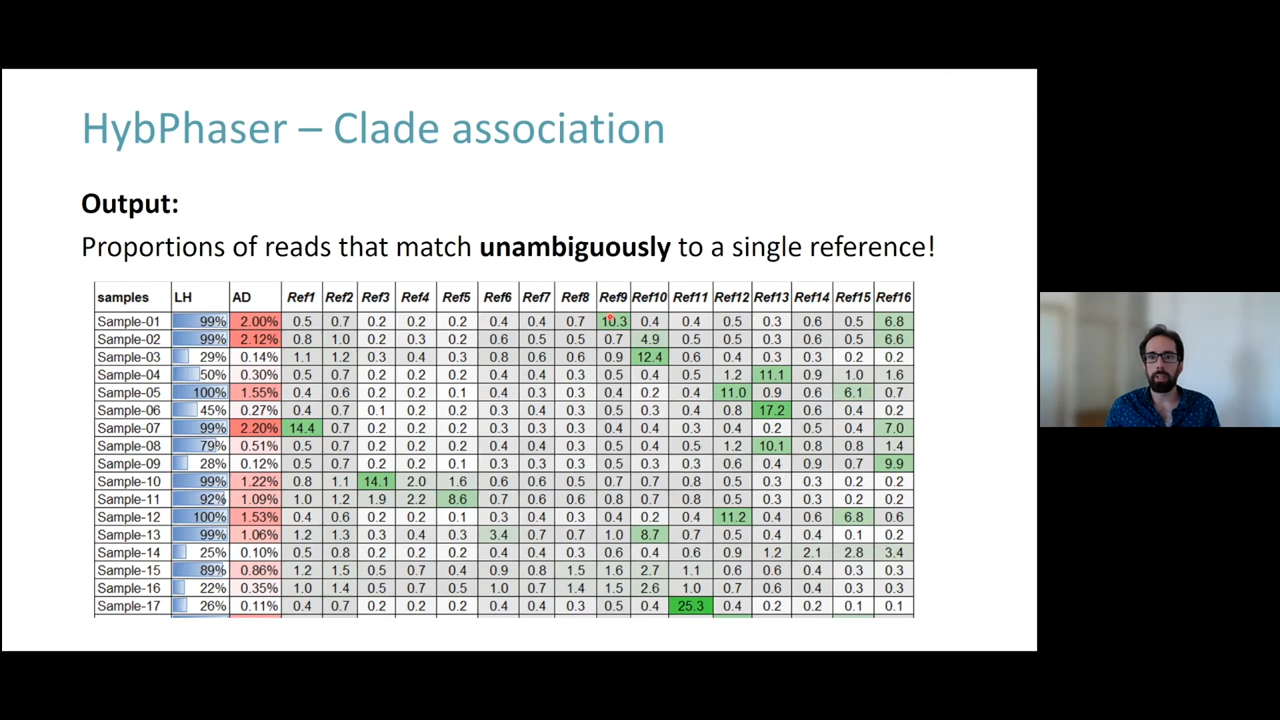 HybPhaser – Clade association
Output:
Proportions of reads that match unambiguously to a single reference!
samples LH AD Ref1 Ref2 Ref3 Ref4 Ref5 Ref6 Ref7 Ref8 Ref9 Ref10 Ref11 Ref12 Ref13 Ref14 Ref15 Ref16
Sample-01 99% 2.00% 0.5 0.7 0.2 0.2 0.2 0.4 0.4 0.7 10.3 0.4 0.4 0.5 0.3 0.6 0.5 6.8
Sample-02 99% 2.12% 0.8 1.0 0.2 0.3 0.2 0.6 0.5 0.5 0.7 4.9 0.5 0.5 0.3 0.6 0.5 6.6
Sample-03 29% 0.14% 1.1 1.2 0.3 0.4 0.3 0.8 0.6 0.6 0.9 12.4 0.6 0.4 0.3 0.3 0.2 0.2
Sample-04 50% 0.30% 0.5 0.7 0.2 0.2 0.2 0.4 0.3 0.4 0.5 0.4 0.5 1.2 11.1 0.9 1.0 1.6
Sample-05 100% 1.55% 0.4 0.6 0.2 0.2 0.1 0.3 0.4 0.3 0.4 0.2 0.4 11.0 0.9 0.6 6.1 0.7
Sample-06 45% 0.27% 0.4 0.7 0.1 0.2 0.2 0.3 0.3 0.4 0.5 0.3 0.4 0.8 17.2 0.6 0.4 0.2
Sample-07 99% 2.20% 14.4 0.7 0.2 0.2 0.2 0.3 0.3 0.3 0.4 0.4 0.3 0.4 0.2 0.5 0.4 7.0
Sample-08 79% 0.51% 0.5 0.7 0.2 0.2 0.2 0.4 0.3 0.4 0.5 0.4 0.5 1.2 10.1 0.8 0.8 1.4
Sample-09 28% 0.12% 0.5 0.7 0.2 0.2 0.1 0.3 0.3 0.3 0.5 0.3 0.3 0.6 0.4 0.9 0.7 9.9
Sample-10 99% 1.22% 0.8 1.1 14.1 2.0 1.6 0.6 0.6 0.5 0.7 0.7 0.8 0.5 0.3 0.3 0.2 0.2
Sample-11 92% 1.09% 1.0 1.2 1.9 2.2 8.6 0.7 0.6 0.6 0.8 0.7 0.8 0.5 0.3 0.3 0.2 0.2
Sample-12 100% 1.53% 0.4 0.6 0.2 0.2 0.1 0.3 0.4 0.3 0.4 0.2 0.4 11.2 0.4 0.6 6.8 0.6
Sample-13 99% 1.06% 1.2 1.3 0.3 0.4 0.3 3.4 0.7 0.7 1.0 8.7 0.7 0.5 0.4 0.4 0.1 0.2
Sample-14 25% 0.10% 0.5 0.8 0.2 0.2 0.2 0.4 0.4 0.3 0.6 0.4 0.6 0.9 1.2 2.1 2.8 3.4
Sample-15 89% 0.86% 1.2 1.5 0.5 0.7 0.4 0.9 0.8 1.5 1.6 2.7 1.1 0.6 0.6 0.4 0.3 0.3
Sample-16 22% 0.35% 1.0 1.4 0.5 0.7 0.5 1.0 0.7 1.4 1.5 2.6 1.0 0.7 0.6 0.4 0.3 0.3
Sample-17 26% 0.11% 0.4 0.7 0.2 0.2 0.2 0.4 0.4 0.3 0.5 0.4 25.3 0.4 0.2 0.2 0.1 0.1